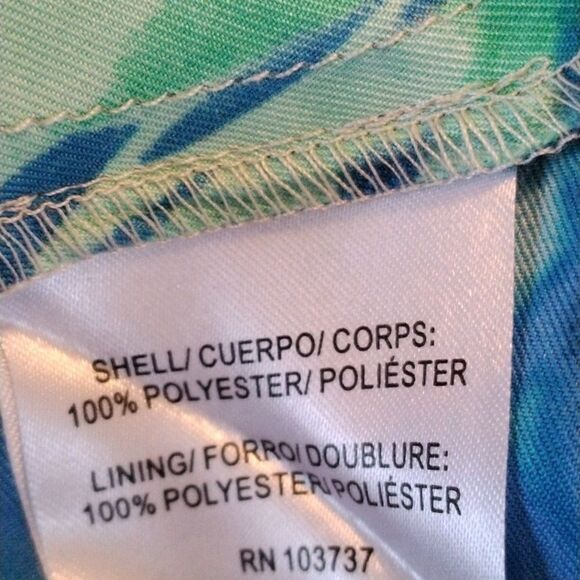 SHELL/ CUERPO/ CORPS:
100% POLYESTER/ POLIÉSTER
LINING/ FORRO/ DOUBLURE:
100% POLYESTER/ POLIÉSTER
RN 103737